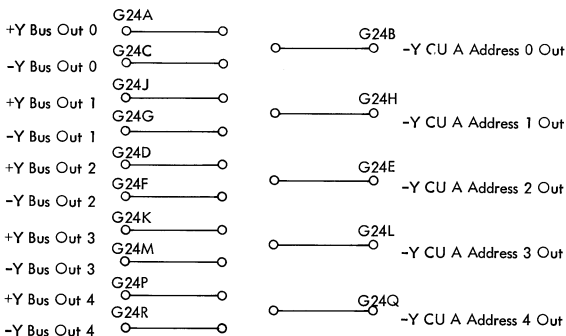 G24A
+Y Bus Out 0
G24B
-Y CU A Address 0 Out
G24C
-Y Bus Out 0
G24J
+Y Bus Out 1
G24H
-Y CU A Address 1 Out
G24G
-Y Bus Out 1
G24D
+Y Bus Out 2
G24E
-Y CU A Address 2 Out
G24F
-Y Bus Out 2
G24K
+Y Bus Out 3
G24L
-Y CU A Address 3 Out
G24M
-Y Bus Out 3
G24P
+Y Bus Out 4
G24Q
-Y CU A Address 4 Out
G24R
-Y Bus Out 4